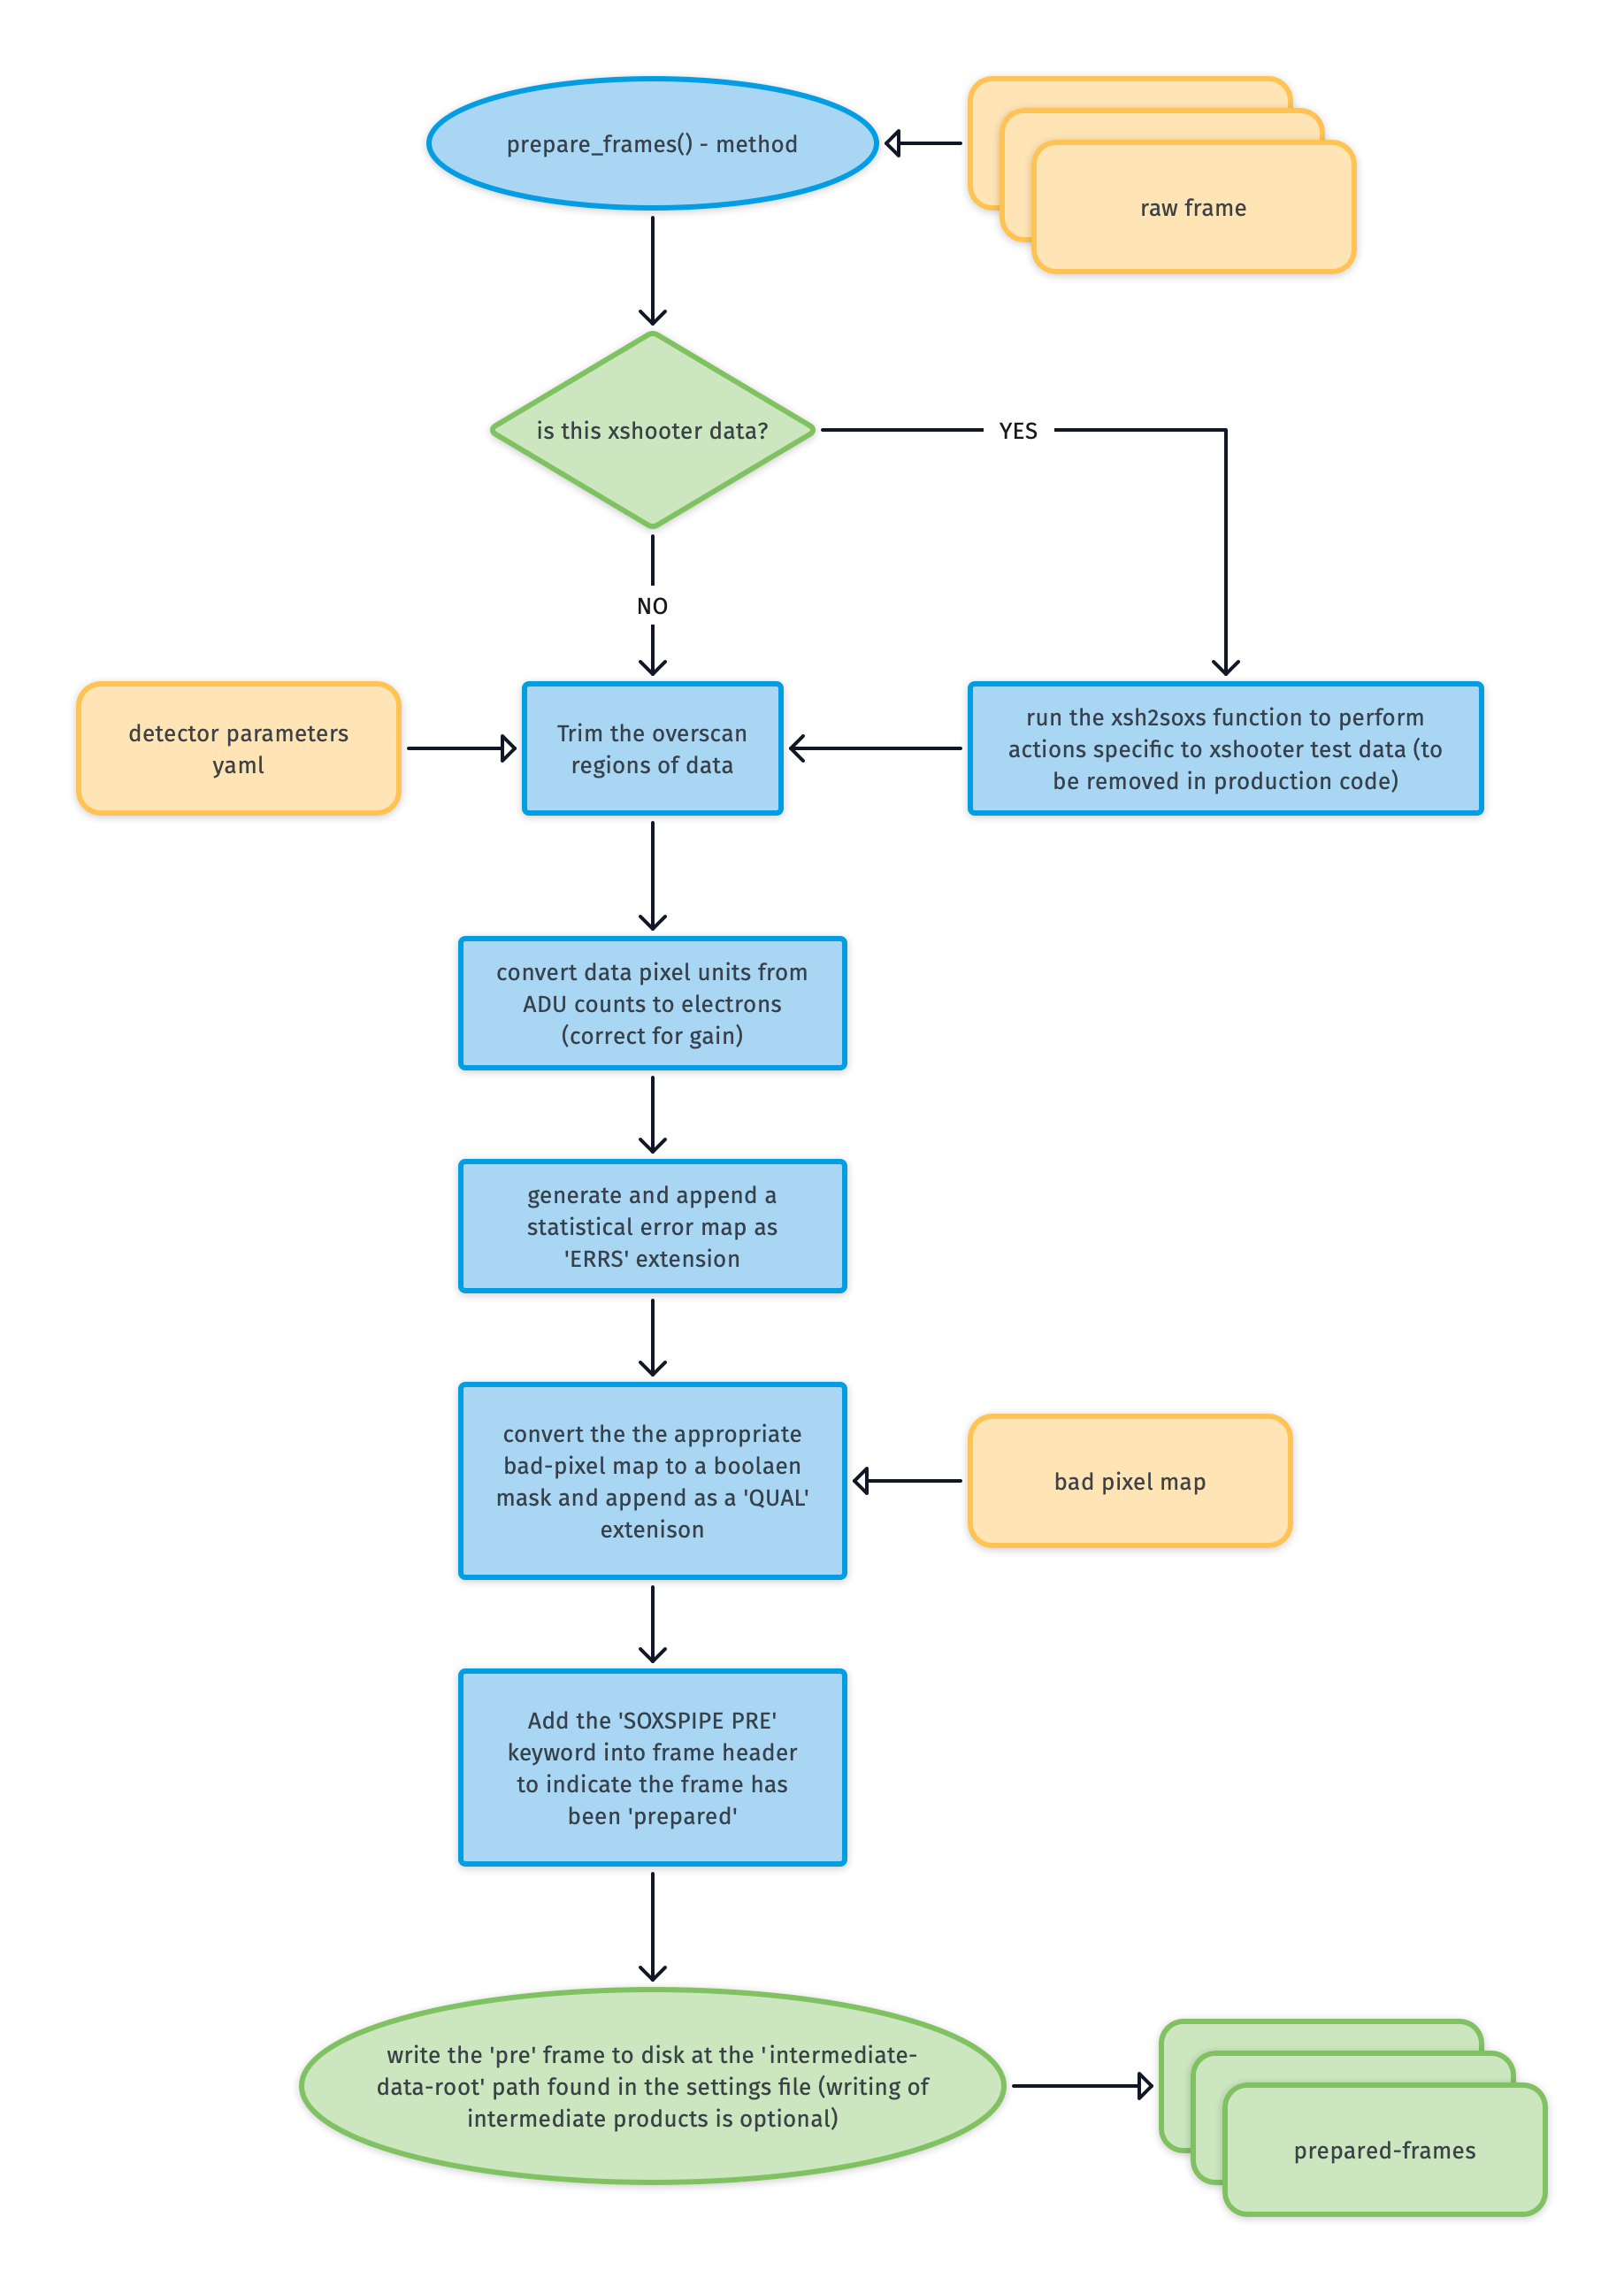 prepare_frames() - method
raw frame
is this xshooter data?
YES
NO
detector parameters
yaml
Trim the overscan
regions of data
run the xsh2soxs function to perform
actions specific to xshooter test data (to
be removed in production code)
convert data pixel units from
ADU counts to electrons
(correct for gain)
generate and append a
statistical error map as
'ERRS' extension
convert the the appropriate
bad-pixel map to a boolaen
mask and append as a 'QUAL'
extenison
bad pixel map
Add the 'SOXSPIPE PRE'
keyword into frame header
to indicate the frame has
been 'prepared'
write the 'pre' frame to disk at the 'intermediate-
data-root' path found in the settings file (writing of
intermediate products is optional)
prepared-frames